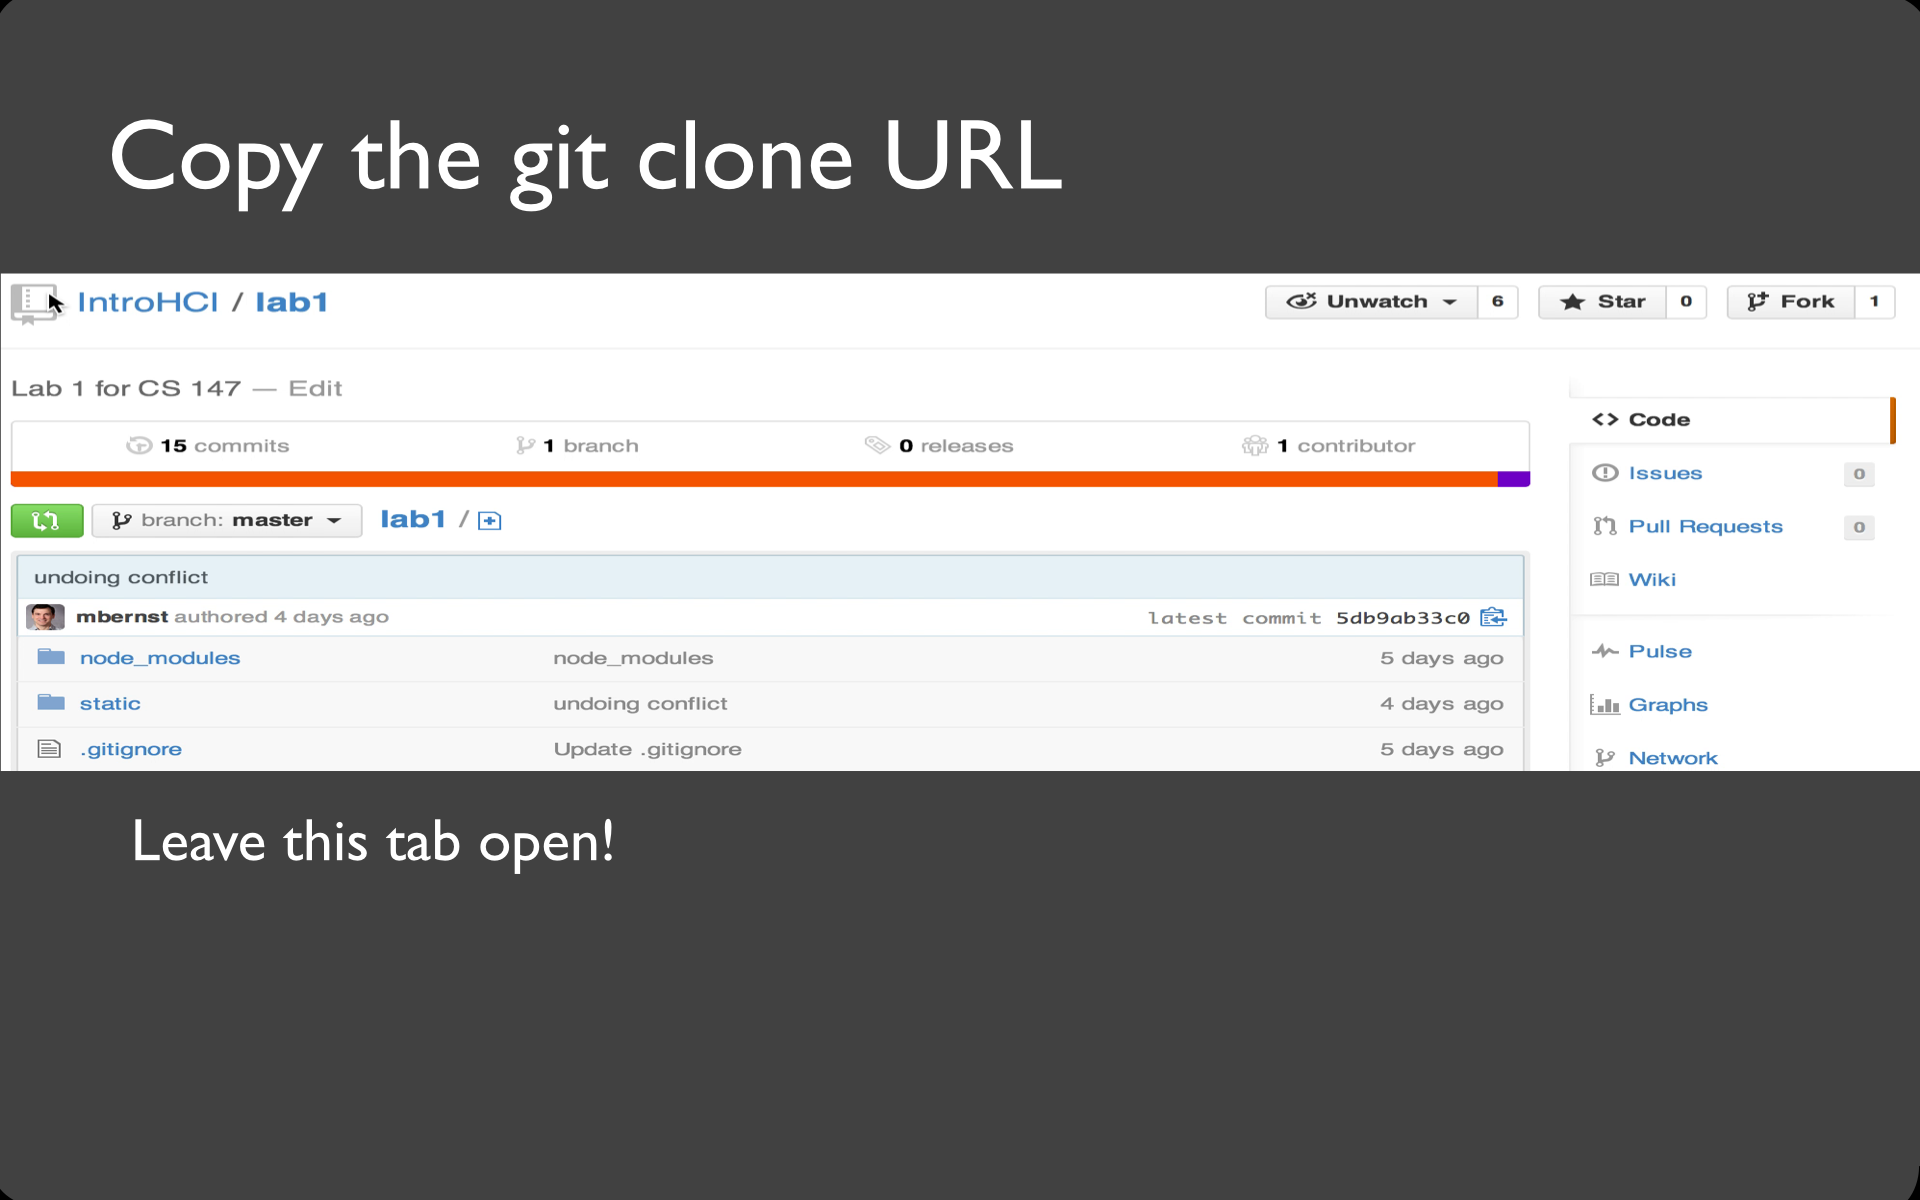 Copy the git clone URL
IntroHCI / lab1
Unwatch 6 Star 0 Fork 1
Lab 1 for CS 147 — Edit
15 commits 1 branch 0 releases 1 contributor
branch: master lab1 /
undoing conflict
mbernst authored 4 days ago latest commit 5db9ab33c0
node_modules node_modules 5 days ago
static undoing conflict 4 days ago
.gitignore Update .gitignore 5 days ago
Code
Issues 0
Pull Requests 0
Wiki
Pulse
Graphs
Network
Leave this tab open!